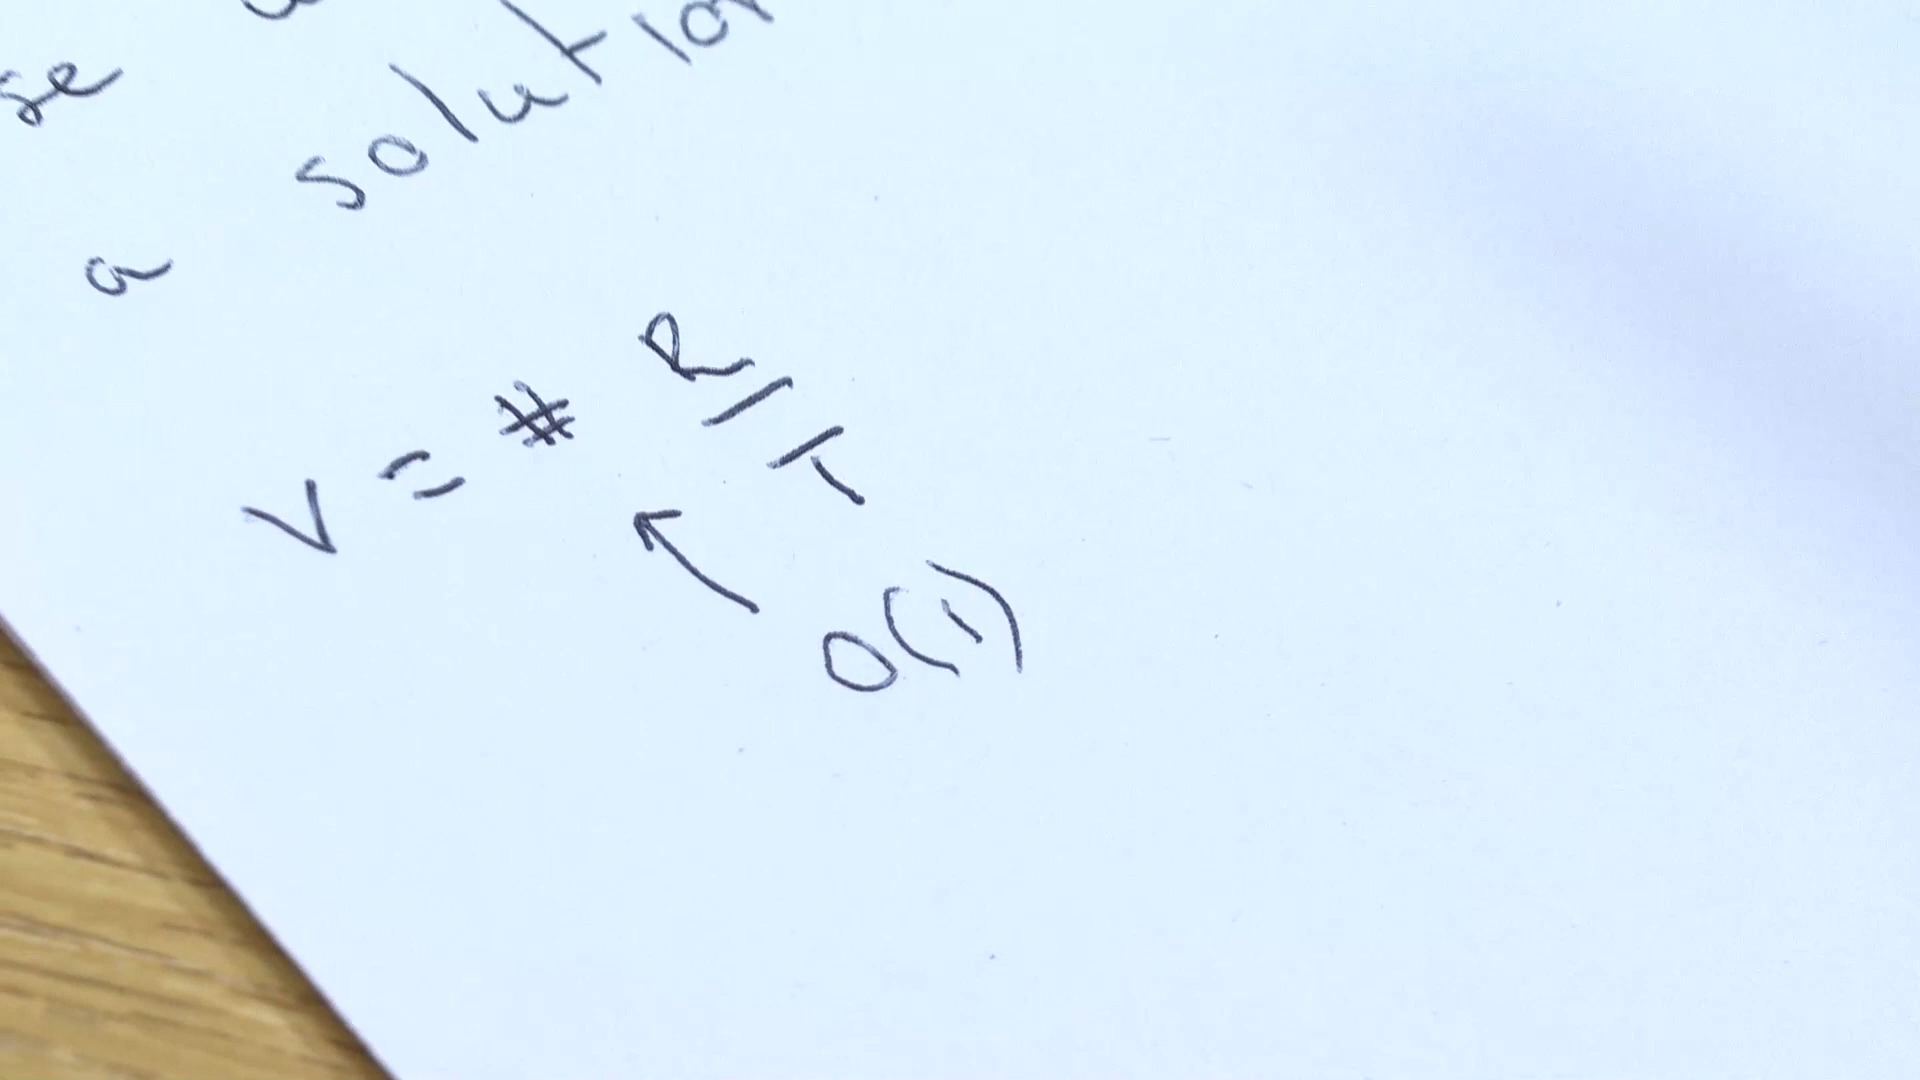 se
a solution
V = # R/T
O(1)